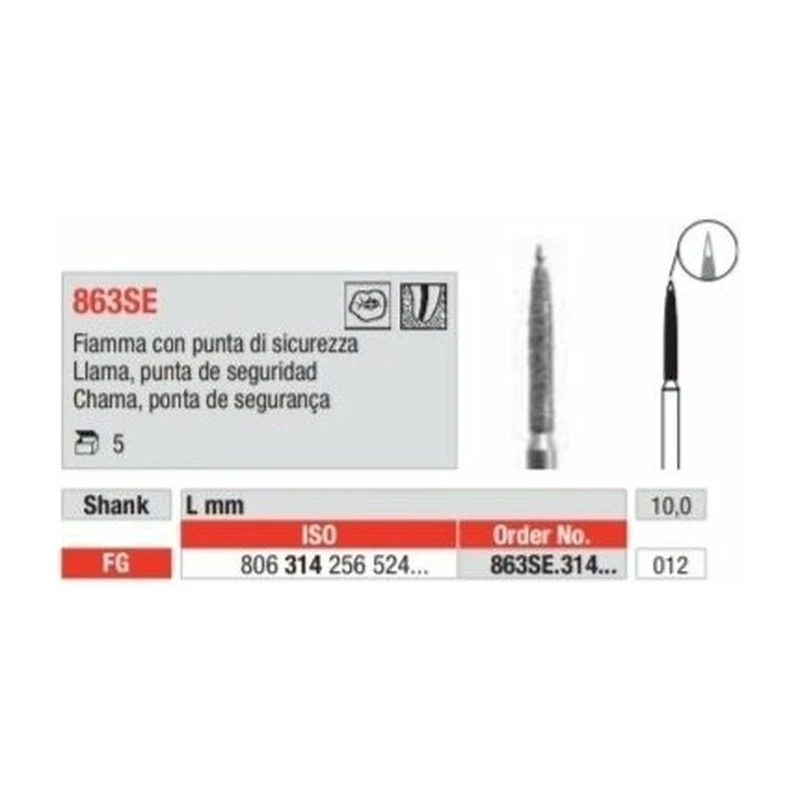 863SE
Fiamma con punta di sicurezza
Llama, punta de seguridad
Chama, ponta de segurança
5
Shank L mm 10,0
ISO Order No.
FG 806 314 256 524... 863SE.314... 012